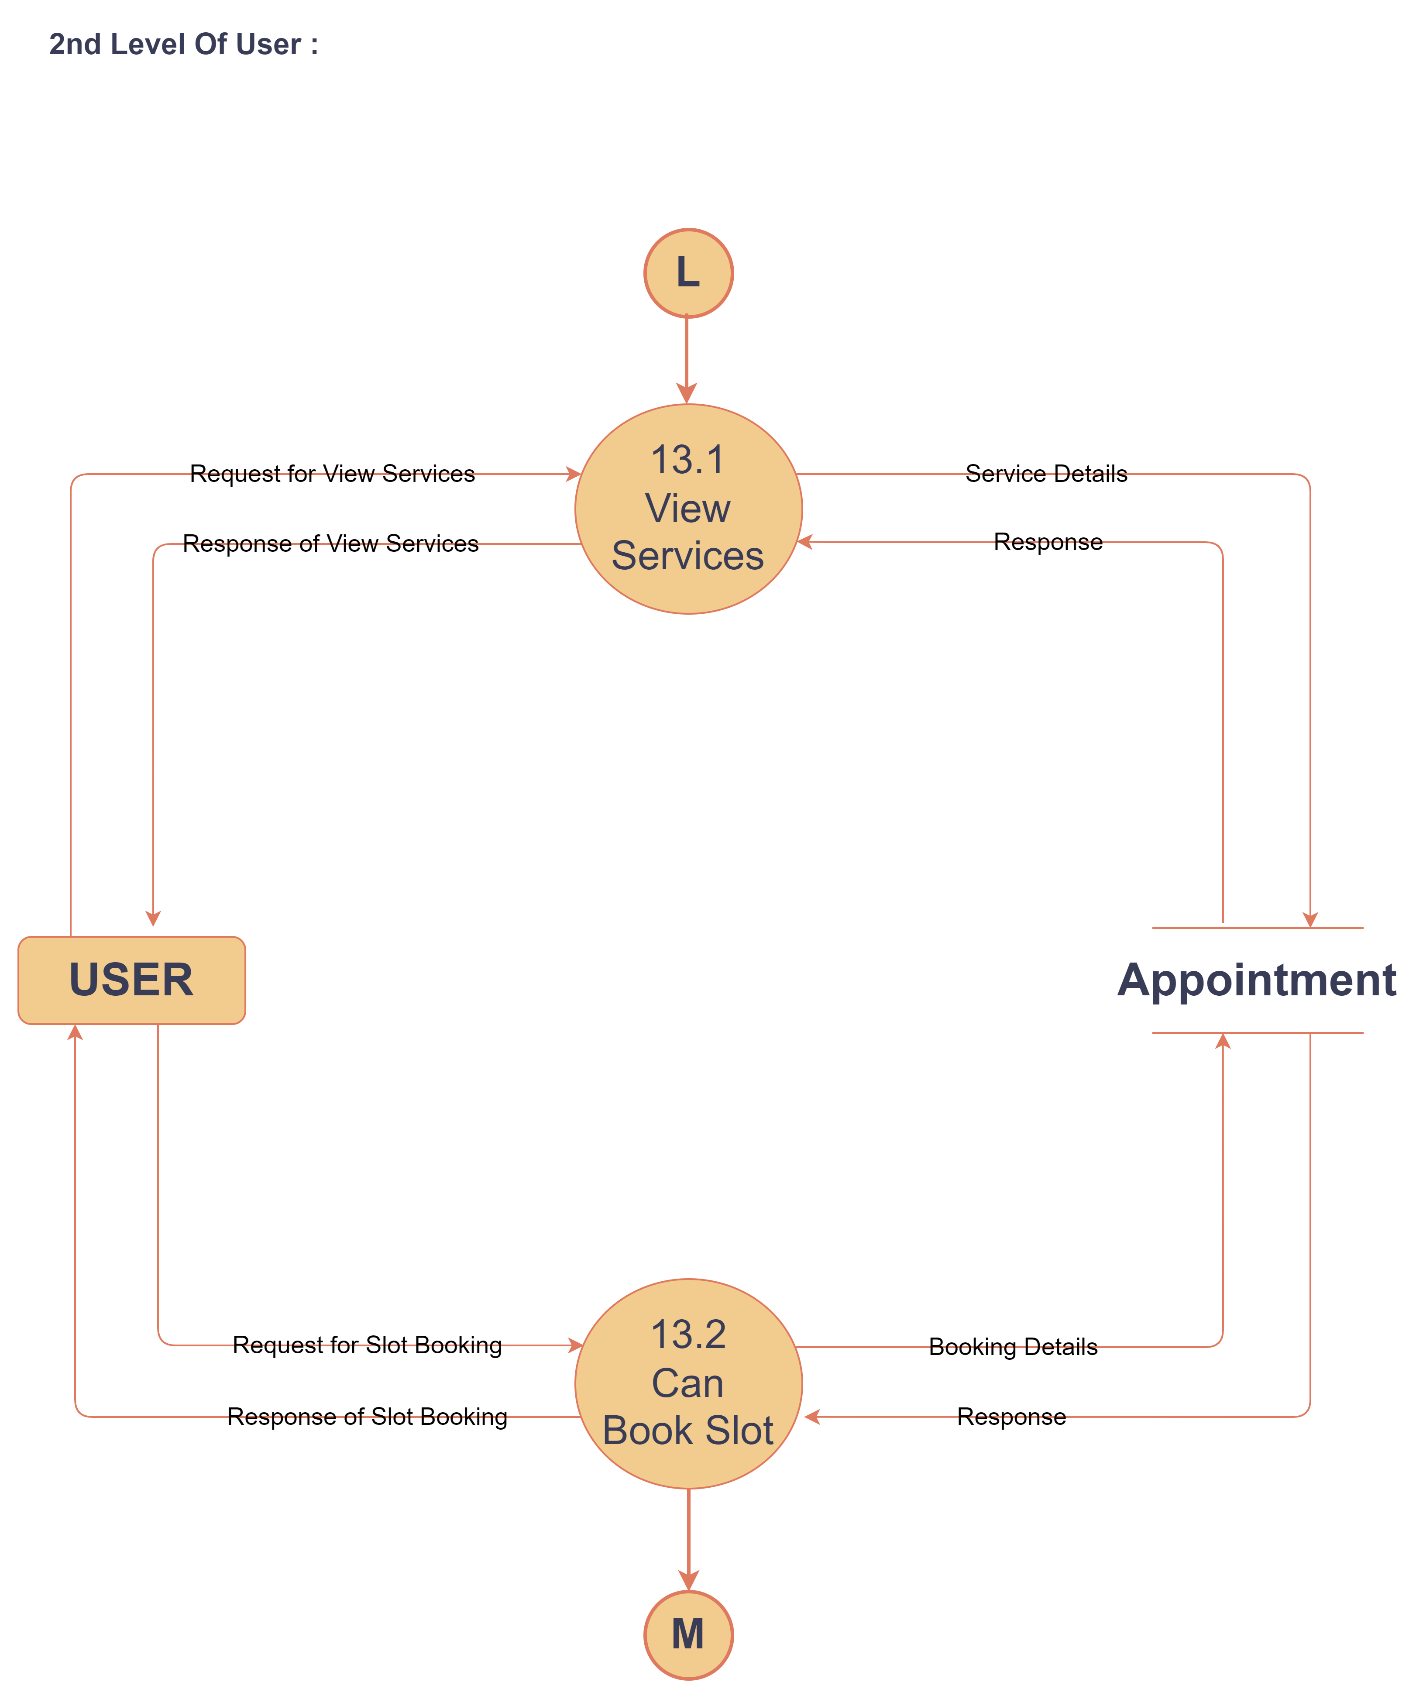 2nd Level Of User :
L
13.1
View
Services
Request for View Services
Service Details
Response of View Services
Response
USER
Appointment
13.2
Can
Book Slot
Request for Slot Booking
Booking Details
Response of Slot Booking
Response
M